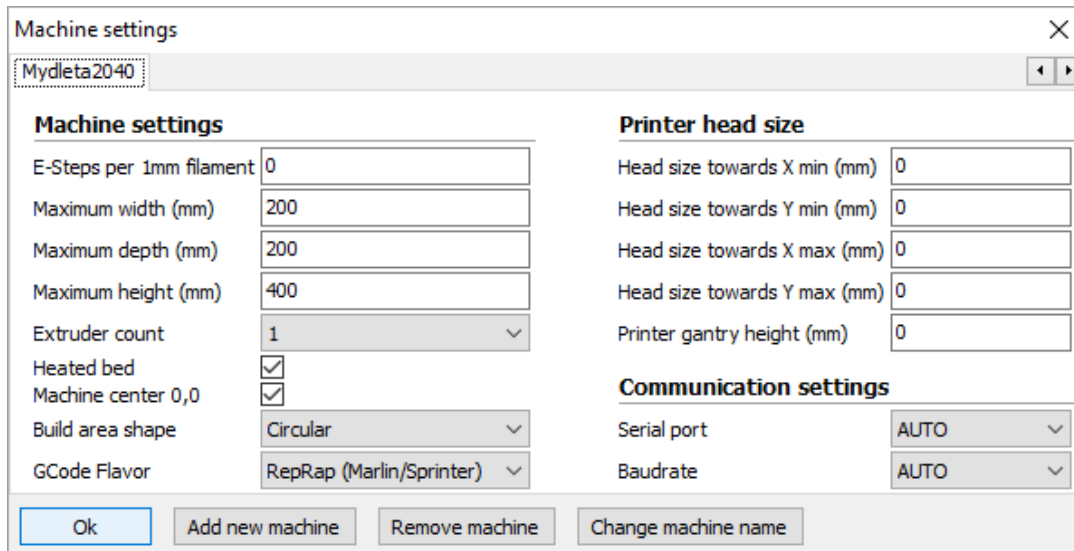 Machine settings
Mydleta2040
Machine settings
E-Steps per 1mm filament 0
Maximum width (mm) 200
Maximum depth (mm) 200
Maximum height (mm) 400
Extruder count 1
Heated bed
Machine center 0,0
Build area shape Circular
GCode Flavor RepRap (Marlin/Sprinter)
Printer head size
Head size towards X min (mm) 0
Head size towards Y min (mm) 0
Head size towards X max (mm) 0
Head size towards Y max (mm) 0
Printer gantry height (mm) 0
Communication settings
Serial port AUTO
Baudrate AUTO
Ok Add new machine Remove machine Change machine name